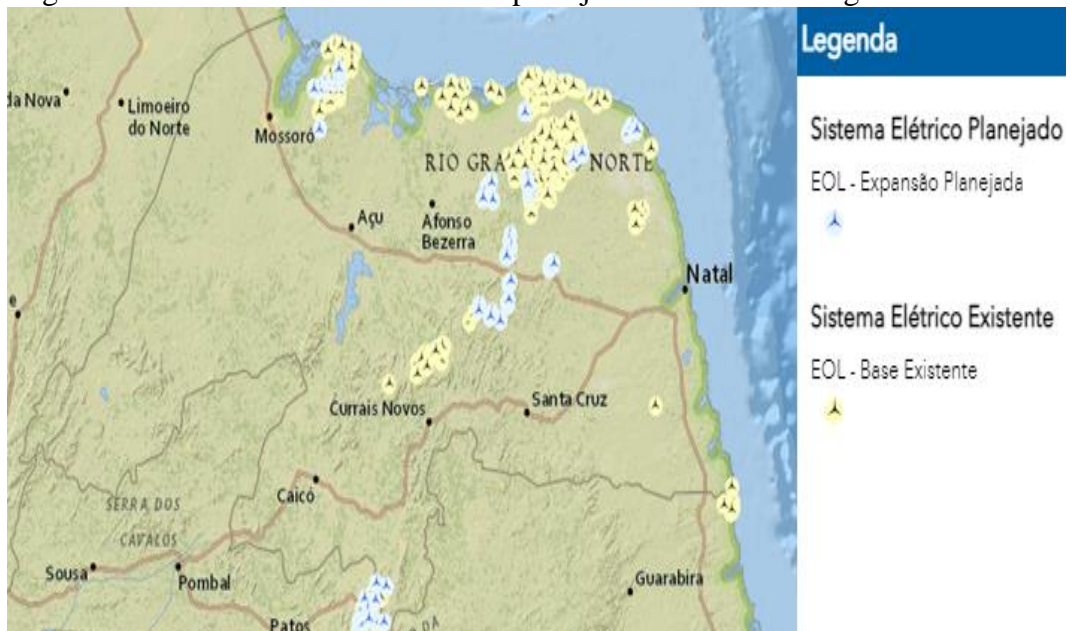 da Nova
Limoeiro
do Norte
Mossoró
RIO GRA NORTE
Açu
Afonso
Bezerra
Natal
e
Currais Novos
Santa Cruz
Caicó
SERRA DOS
CAVALOS
Sousa
Pombal
Guarabira
Patos
DA
Legenda
Sistema Elétrico Planejado
EOL - Expansão Planejada
Sistema Elétrico Existente
EOL - Base Existente